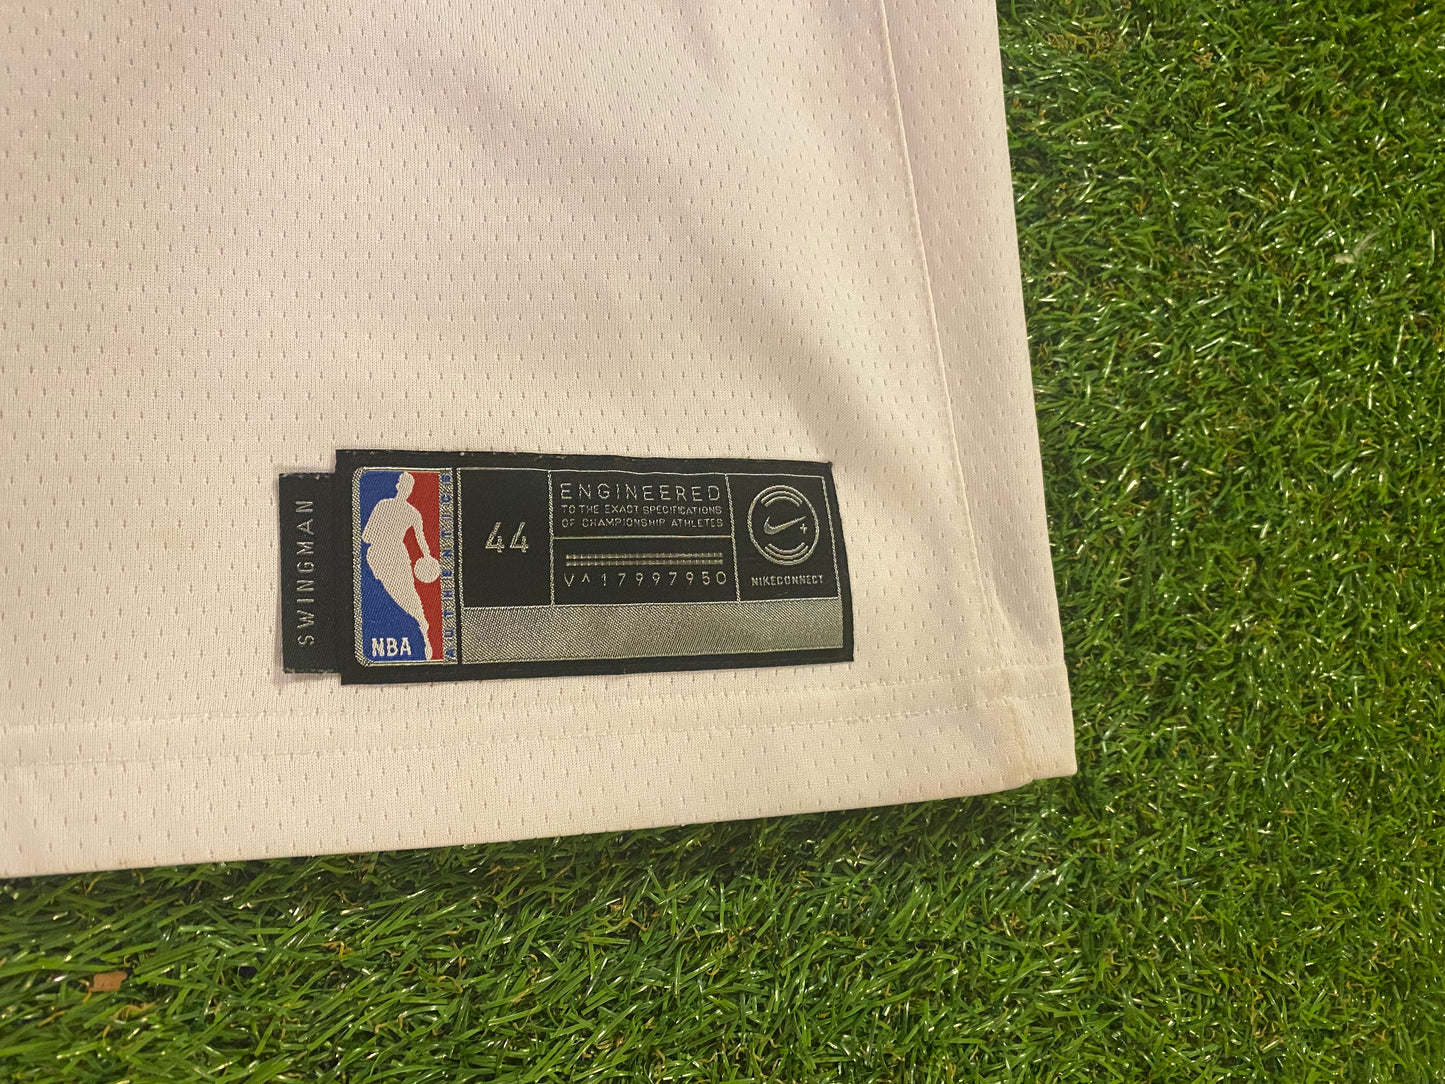 SWINGMAN
NBA
AUTHENTICS
44
ENGINEERED
TO THE EXACT SPECIFICATIONS
OF CHAMPIONSHIP ATHLETES
V^17997950
NIKECONNECT